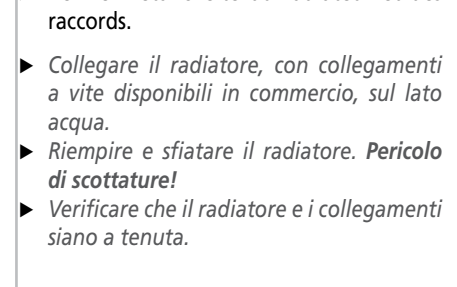 raccords.
► Collegare il radiatore, con collegamenti
a vite disponibili in commercio, sul lato
acqua.
► Riempire e sfiatare il radiatore. Pericolo
di scottature!
► Verificare che il radiatore e i collegamenti
siano a tenuta.